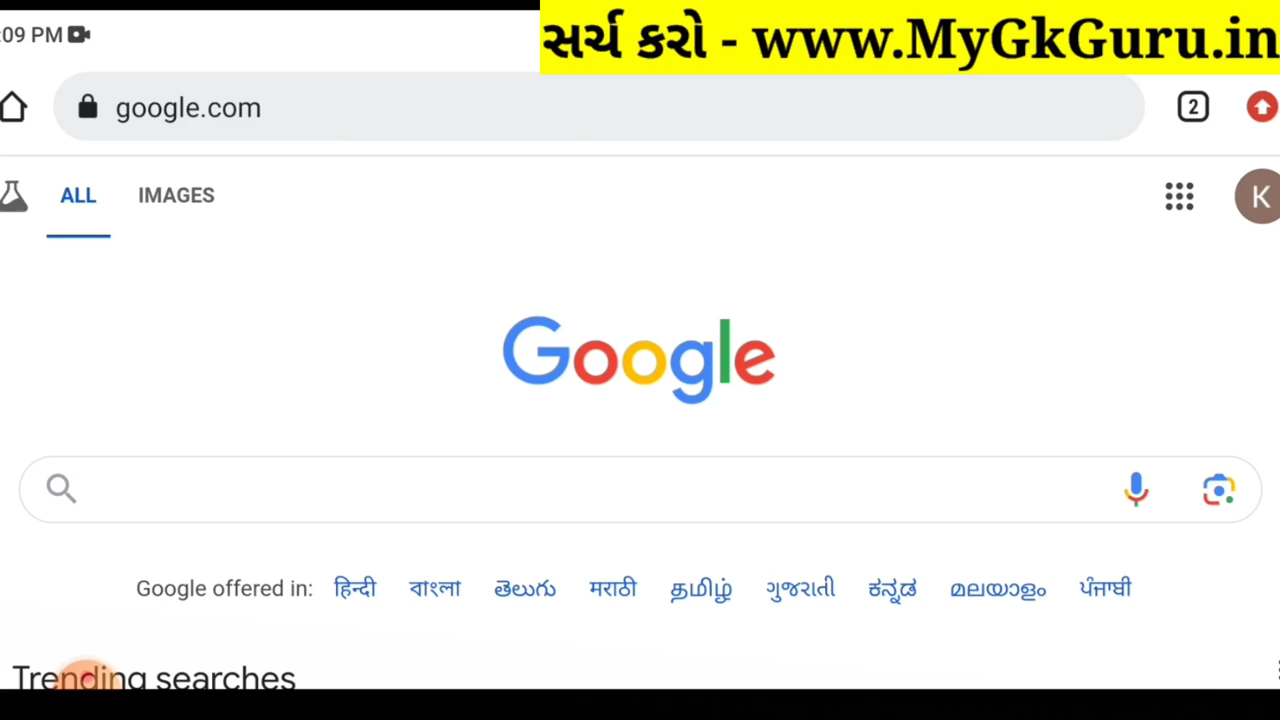 :09 PM
સર્ચ કરો - www.MyGkGuru.in
google.com
2
ALL IMAGES
K
Google
Google offered in: हिन्दी বাংলা తెలుగు मराठी தமிழ் ગુજરાતી ಕನ್ನಡ മലയാളം ਪੰਜਾਬੀ
Trending searches